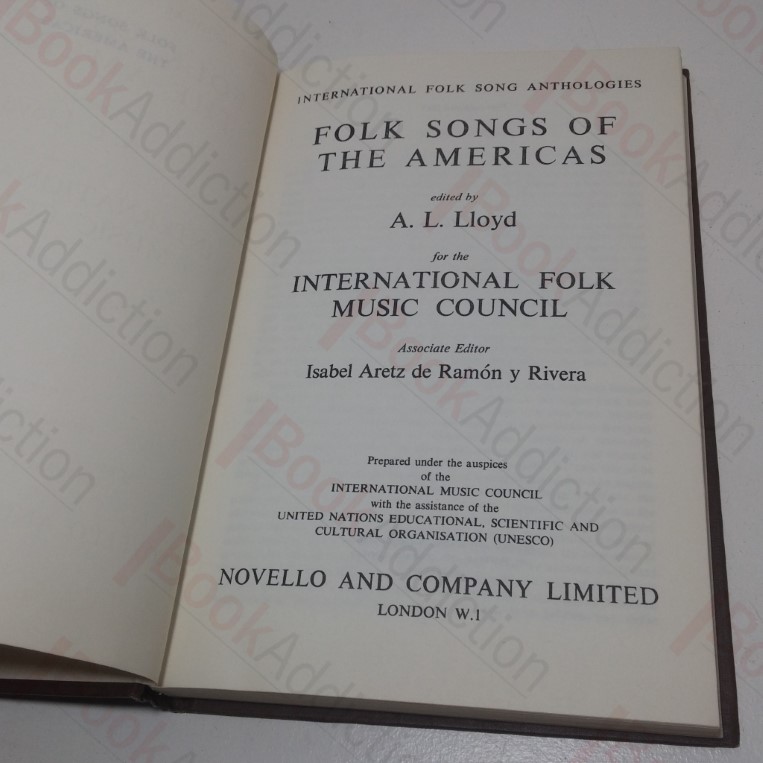 INTERNATIONAL FOLK SONG ANTHOLOGIES
FOLK SONGS OF
THE AMERICAS
edited by
A. L. Lloyd
for the
INTERNATIONAL FOLK
MUSIC COUNCIL
Associate Editor
Isabel Aretz de Ramón y Rivera
Prepared under the auspices
of the
INTERNATIONAL MUSIC COUNCIL
with the assistance of the
UNITED NATIONS EDUCATIONAL, SCIENTIFIC AND
CULTURAL ORGANISATION (UNESCO)
NOVELLO AND COMPANY LIMITED
LONDON W.1
BookAddiction